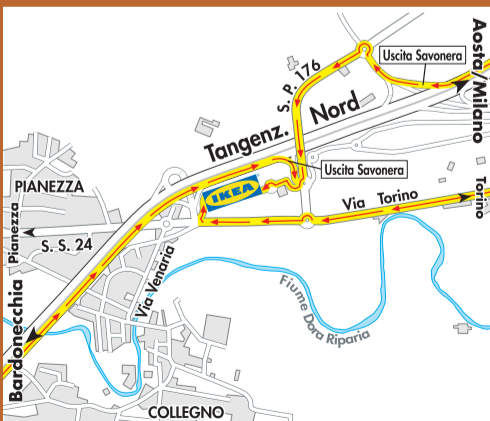 Aosta/Milano
Uscita Savonera
S. P. 176
Tangenz. Nord
Uscita Savonera
IKEA
PIANEZZA
Via Torino
Torino
Pianezza
S. S. 24
Via Venaria
Fiume Dora Riparia
Bardonecchia
COLLEGNO